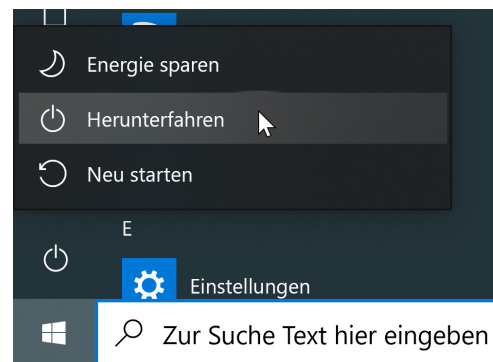 Energie sparen
Herunterfahren
Neu starten
E
Einstellungen
Zur Suche Text hier eingeben